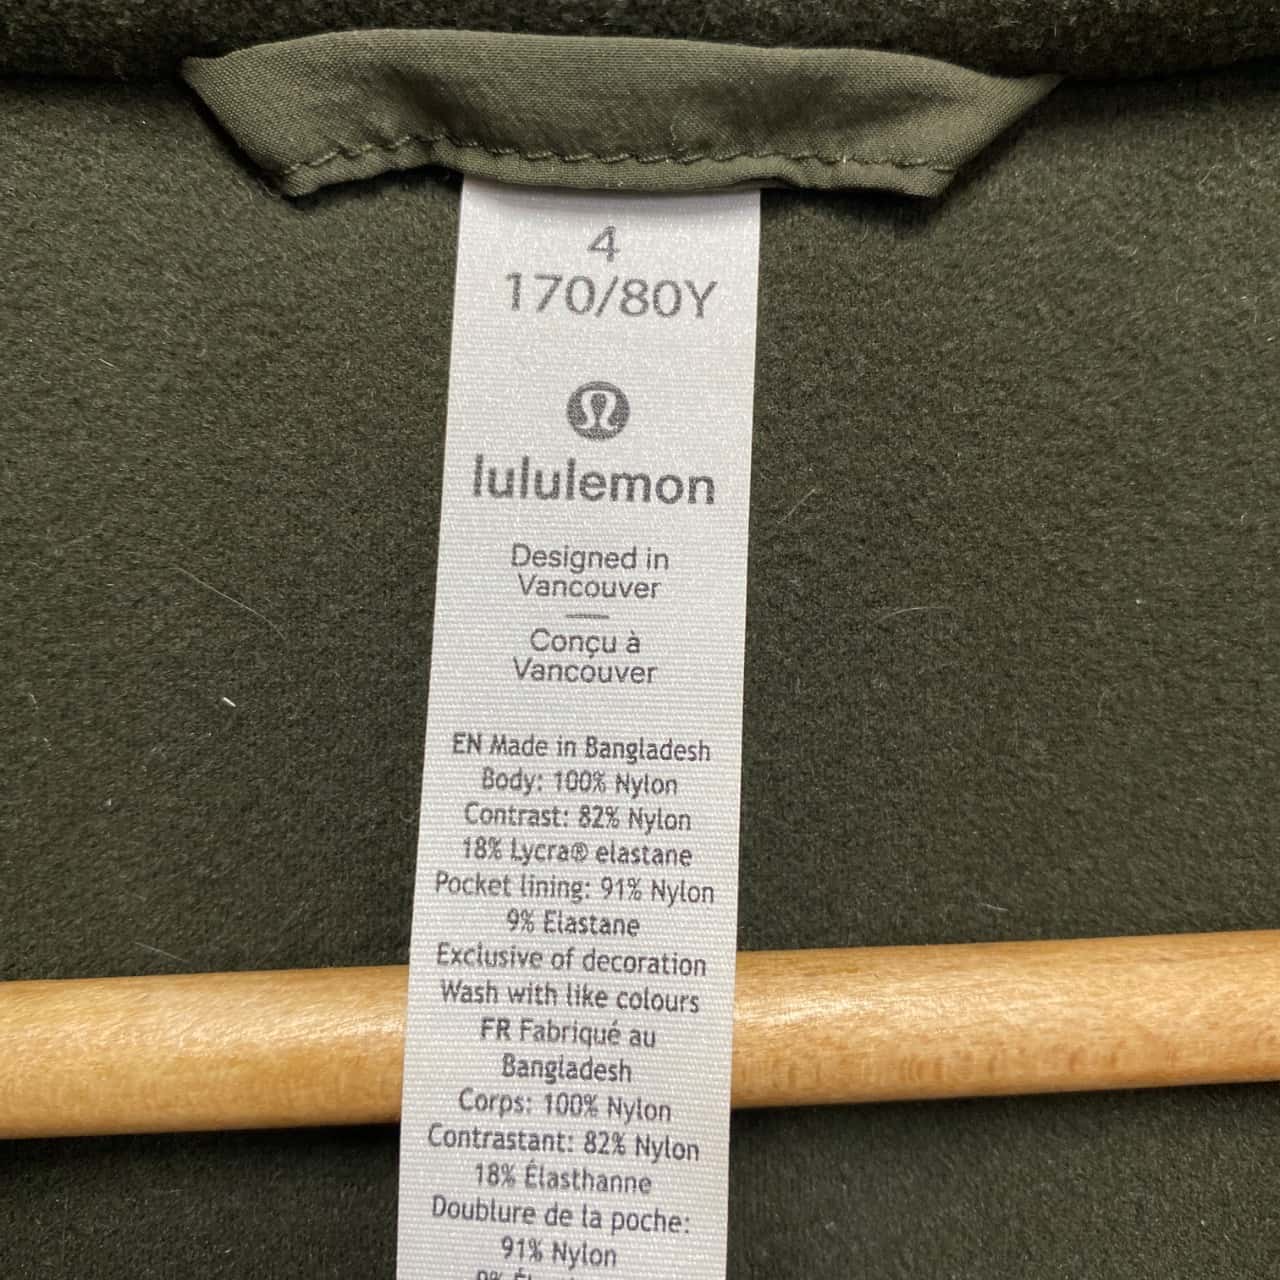 4
170/80Y
lululemon
Designed in
Vancouver
Conçu à
Vancouver
EN Made in Bangladesh
Body: 100% Nylon
Contrast: 82% Nylon
18% Lycra® elastane
Pocket lining: 91% Nylon
9% Elastane
Exclusive of decoration
Wash with like colours
FR Fabriqué au
Bangladesh
Corps: 100% Nylon
Contrastant: 82% Nylon
18% Élasthanne
Doublure de la poche:
91% Nylon